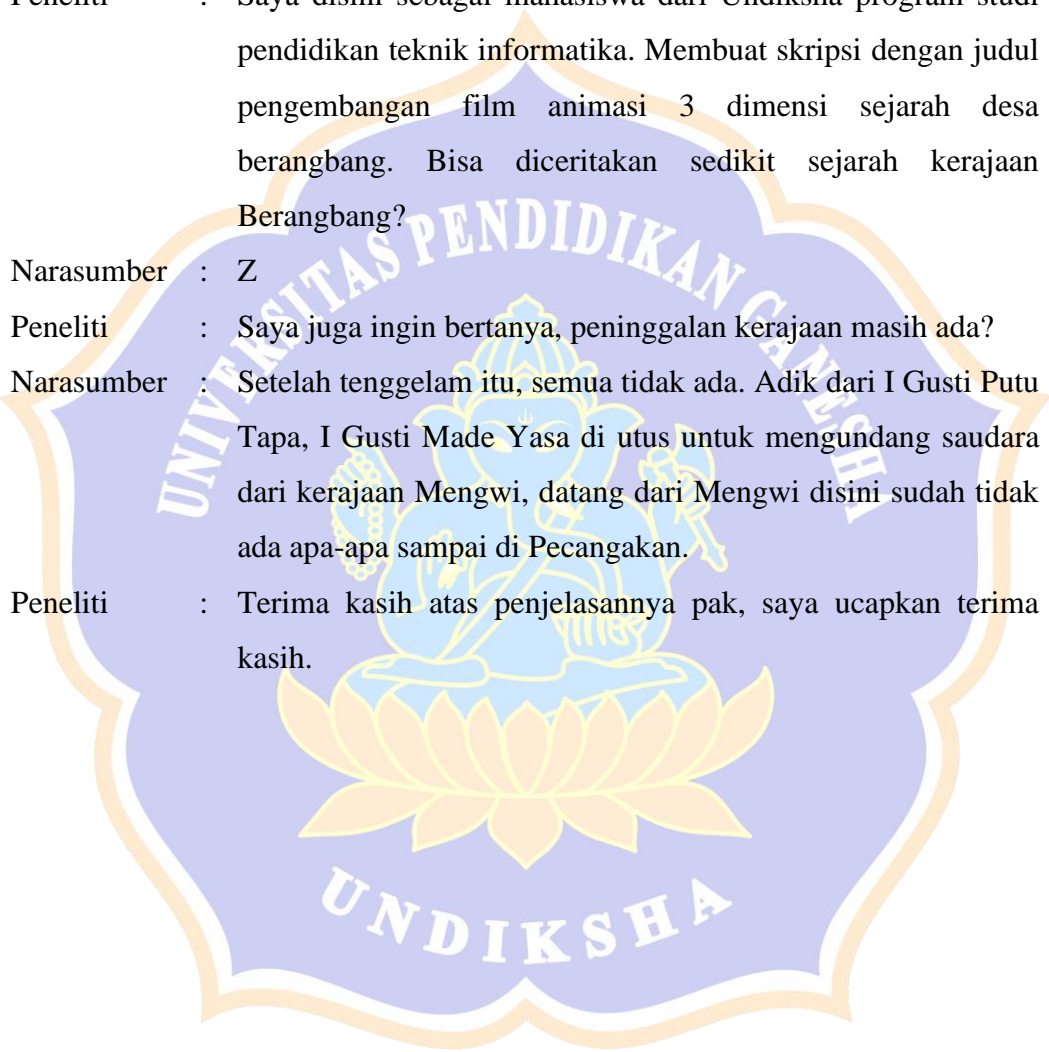 Peneliti : Saya disini sebagai mahasiswa dari Undiksha program studi
pendidikan teknik informatika. Membuat skripsi dengan judul
pengembangan film animasi 3 dimensi sejarah desa
berangbang. Bisa diceritakan sedikit sejarah kerajaan
Berangbang?
Narasumber : Z
Peneliti : Saya juga ingin bertanya, peninggalan kerajaan masih ada?
Narasumber : Setelah tenggelam itu, semua tidak ada. Adik dari I Gusti Putu
Tapa, I Gusti Made Yasa di utus untuk mengundang saudara
dari kerajaan Mengwi, datang dari Mengwi disini sudah tidak
ada apa-apa sampai di Pecangakan.
Peneliti : Terima kasih atas penjelasannya pak, saya ucapkan terima
kasih.
UNIVERSITAS PENDIDIKAN GANESHA
UNDIKSHA